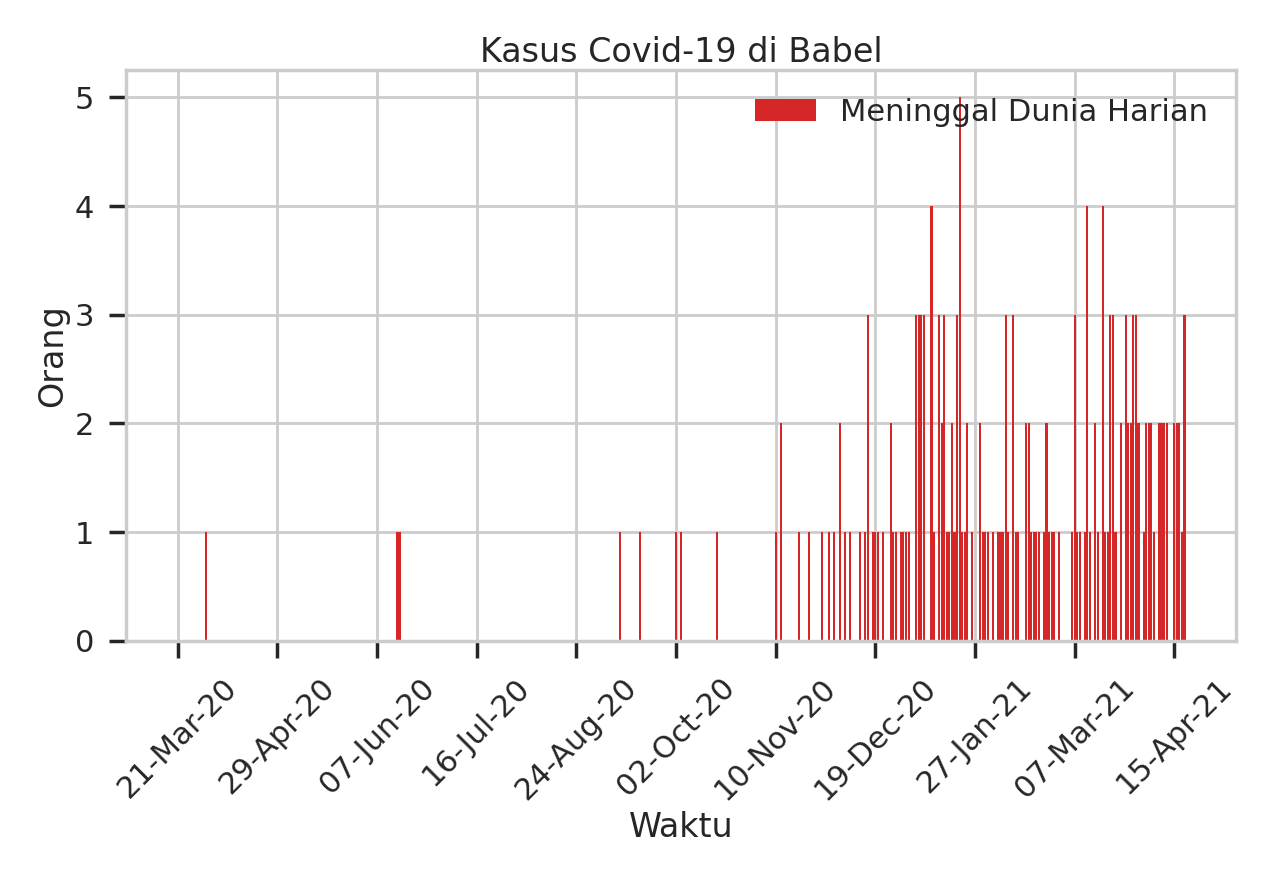 Kasus Covid-19 di Babel
Meninggal Dunia Harian
Orang
5
4
3
2
1
0
21-Mar-20
29-Apr-20
07-Jun-20
16-Jul-20
24-Aug-20
02-Oct-20
10-Nov-20
19-Dec-20
27-Jan-21
07-Mar-21
15-Apr-21
Waktu